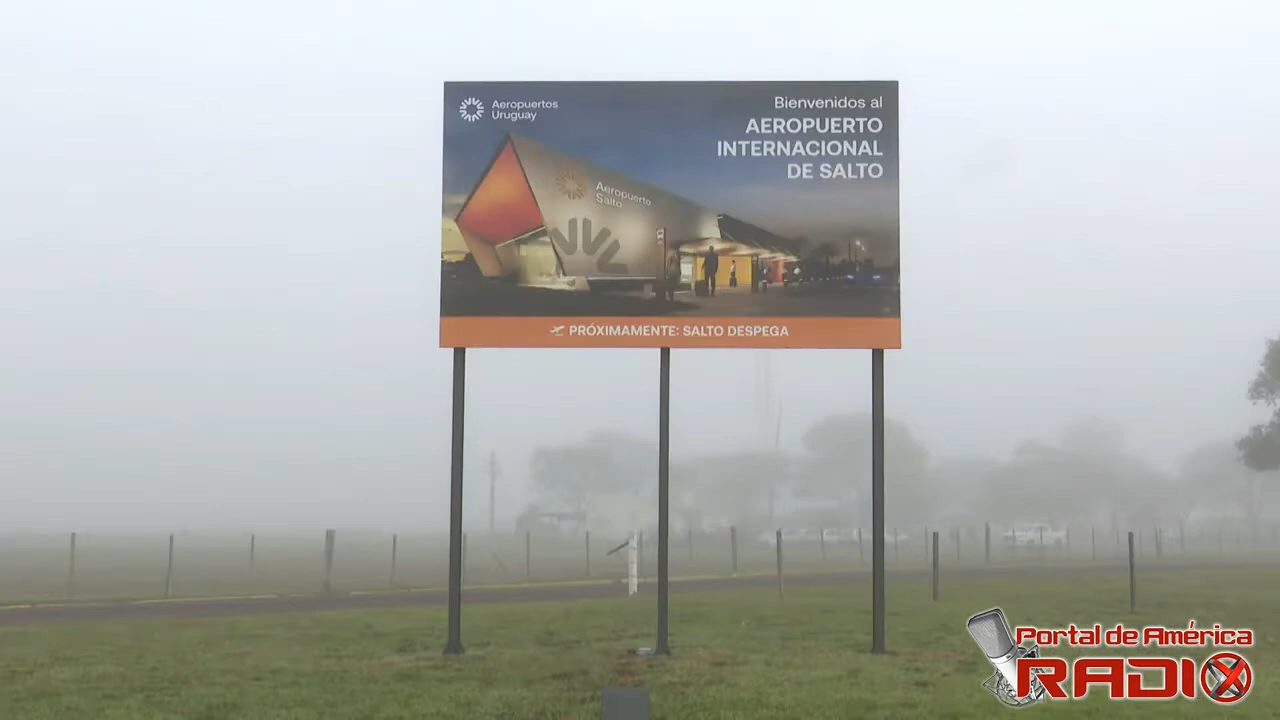 Aeropuertos
Uruguay
Bienvenidos al
AEROPUERTO
INTERNACIONAL
DE SALTO
Aeropuerto
Salto
PRÓXIMAMENTE: SALTO DESPEGA
Portal de América
RADIO